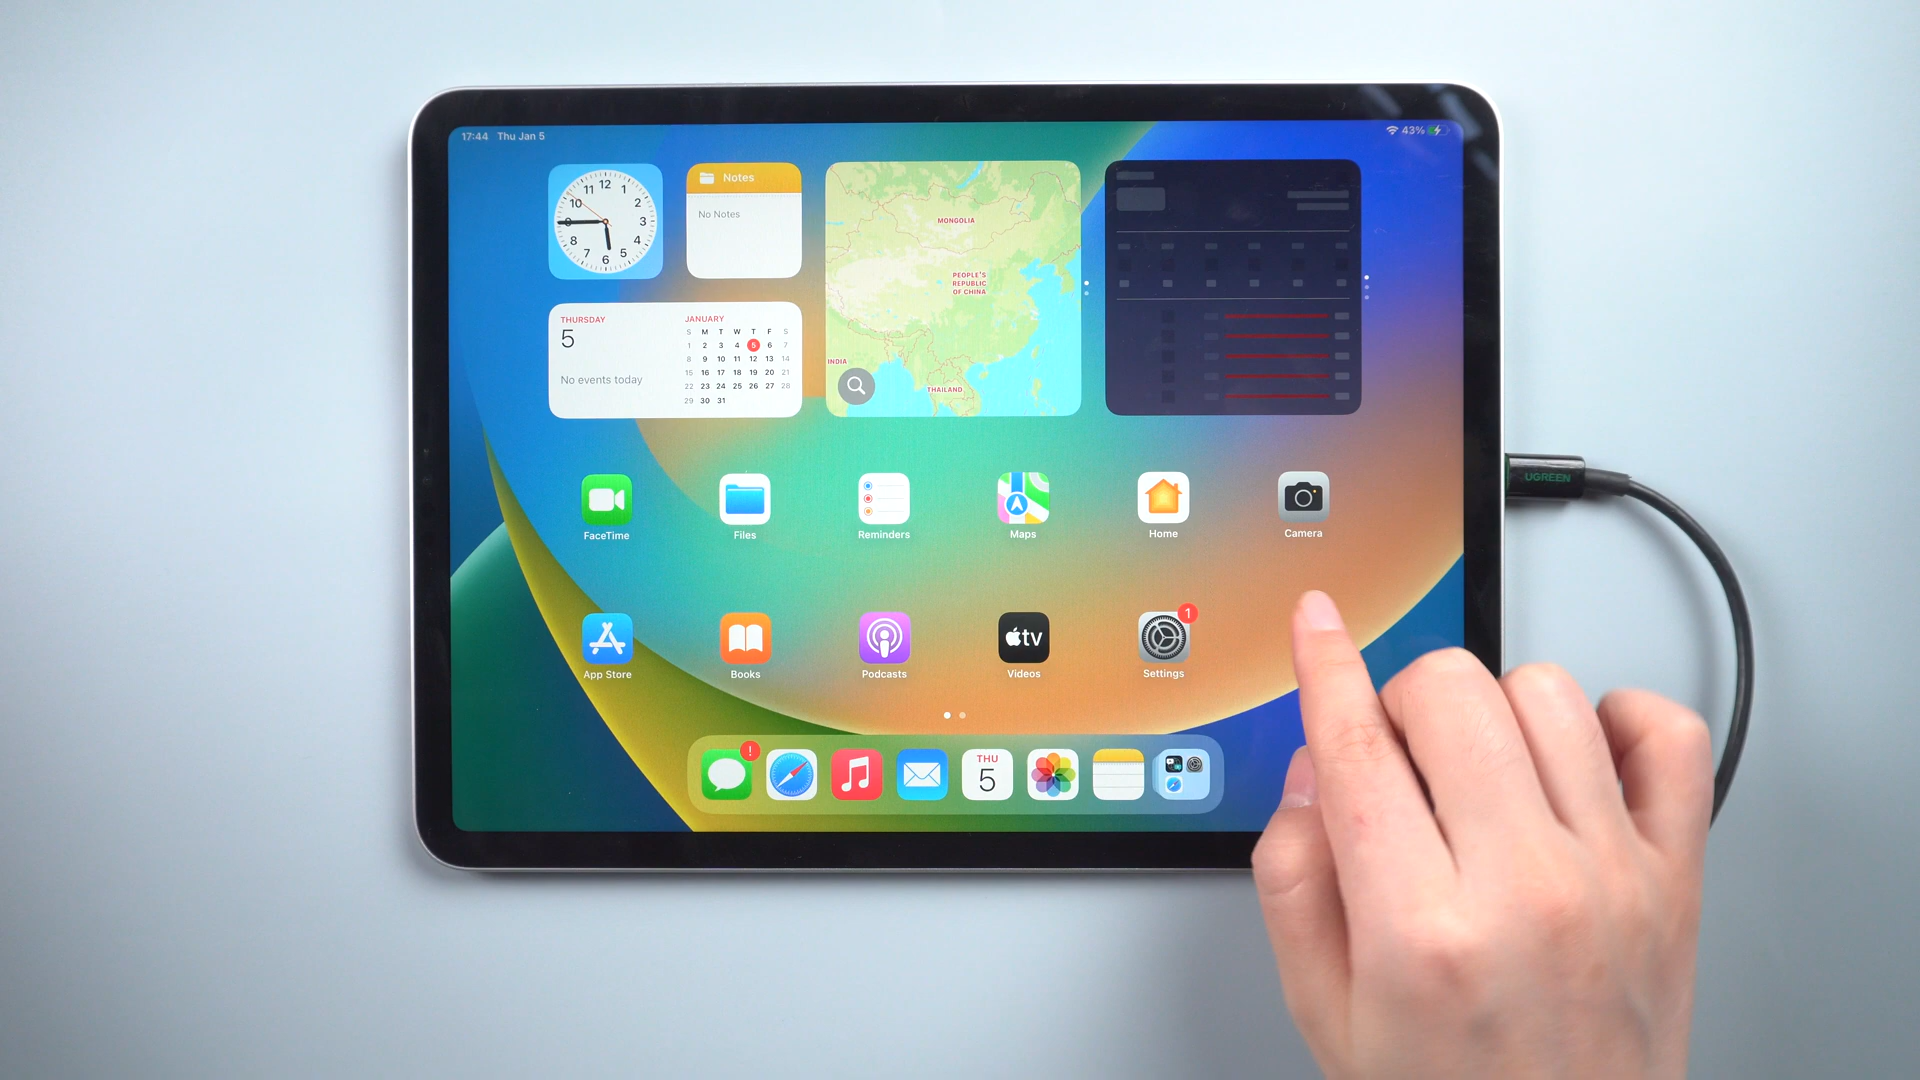 17:44 Thu Jan 5
43%
12
11 1
10 2
3
8 4
7 5
6
Notes
No Notes
MONGOLIA
PEOPLE'S
REPUBLIC
OF CHINA
INDIA
THAILAND
THURSDAY
5
No events today
JANUARY
S M T W T F S
1 2 3 4 5 6 7
8 9 10 11 12 13 14
15 16 17 18 19 20 21
22 23 24 25 26 27 28
29 30 31
UGREEN
FaceTime
Files
Reminders
Maps
Home
Camera
1
tv
App Store
Books
Podcasts
Videos
Settings
!
THU
5